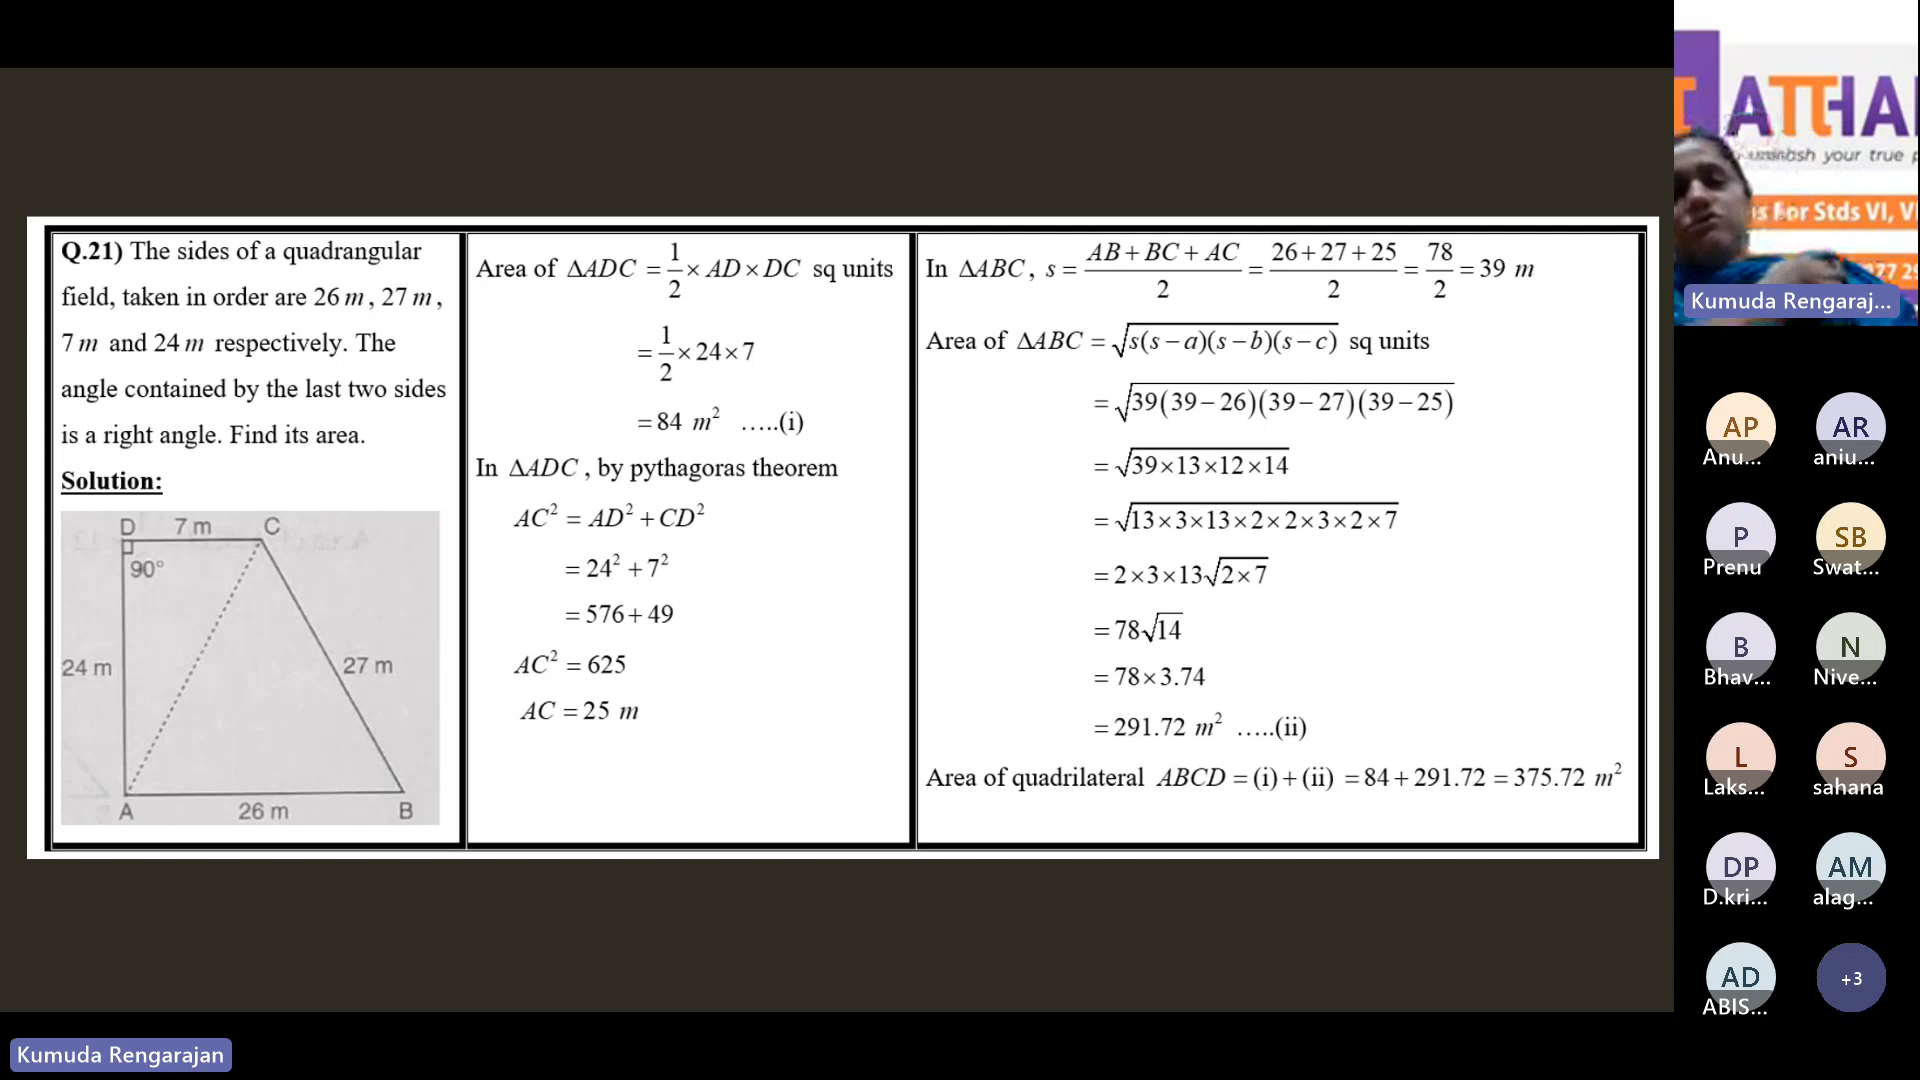 Q.21) The sides of a quadrangular
field, taken in order are 26 m, 27 m,
7 m and 24 m respectively. The
angle contained by the last two sides
is a right angle. Find its area.
Solution:
D 7 m C
90°
24 m
27 m
A 26 m B
Area of ΔADC = 1/2 × AD × DC sq units
= 1/2 × 24 × 7
= 84 m² .....(i)
In ΔADC, by pythagoras theorem
AC² = AD² + CD²
= 24² + 7²
= 576 + 49
AC² = 625
AC = 25 m
In ΔABC, s = (AB + BC + AC)/2 = (26 + 27 + 25)/2 = 78/2 = 39 m
Area of ΔABC = √(s(s − a)(s − b)(s − c)) sq units
= √(39(39 − 26)(39 − 27)(39 − 25))
= √(39×13×12×14)
= √(13×3×13×2×2×3×2×7)
= 2×3×13√(2×7)
= 78√14
= 78×3.74
= 291.72 m² .....(ii)
Area of quadrilateral ABCD = (i) + (ii) = 84 + 291.72 = 375.72 m²
your true
For Stds VI,
Kumuda Rengaraj...
AP AR
Anu... aniu...
P SB
Prenu Swat...
B N
Bhav... Nive...
L S
Laks... sahana
DP AM
D.kri... alag...
AD +3
ABIS...
Kumuda Rengarajan